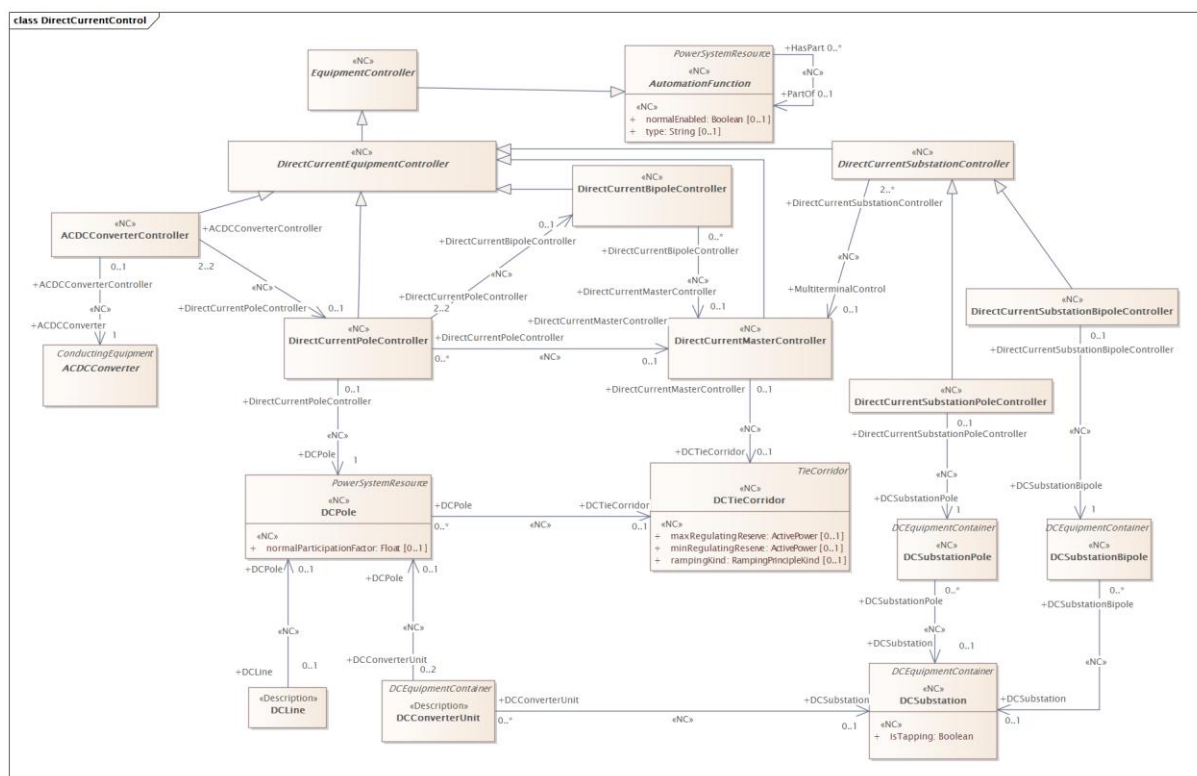 class DirectCurrentControl
«NC»
EquipmentController
PowerSystemResource
«NC»
AutomationFunction
«NC»
+ normalEnabled: Boolean [0..1]
+ type: String [0..1]
+HasPart 0..*
«NC»
+PartOf 0..1
«NC»
DirectCurrentEquipmentController
«NC»
DirectCurrentBipoleController
«NC»
DirectCurrentSubstationController
«NC»
ACDCConverterController
+ACDCConverterController
2..2
«NC»
+DirectCurrentPoleController
0..1
0..1
+ACDCConverterController
«NC»
+ACDCConverter
1
ConductingEquipment
ACDCConverter
0..1
+DirectCurrentBipoleController
«NC»
+DirectCurrentPoleController
2..2
0..*
+DirectCurrentBipoleController
«NC»
+DirectCurrentMasterController
0..1
2..*
+DirectCurrentSubstationController
«NC»
+MultiterminalControl
0..1
«NC»
DirectCurrentPoleController
+DirectCurrentMasterController
+DirectCurrentPoleController
0..*
«NC»
0..1
«NC»
DirectCurrentMasterController
«NC»
DirectCurrentSubstationBipoleController
0..1
+DirectCurrentSubstationBipoleController
«NC»
+DCSubstationBipole
1
«NC»
DirectCurrentSubstationPoleController
0..1
+DirectCurrentSubstationPoleController
«NC»
+DCSubstationPole
1
0..1
+DirectCurrentPoleController
«NC»
+DCPole
1
+DirectCurrentMasterController
0..1
«NC»
+DCTieCorridor
0..1
PowerSystemResource
«NC»
DCPole
«NC»
+ normalParticipationFactor: Float [0..1]
+DCPole
0..*
«NC»
+DCTieCorridor
0..1
TieCorridor
«NC»
DCTieCorridor
«NC»
+ maxRegulatingReserve: ActivePower [0..1]
+ minRegulatingReserve: ActivePower [0..1]
+ rampingKind: RampingPrincipleKind [0..1]
DCEquipmentContainer
«NC»
DCSubstationPole
DCEquipmentContainer
«NC»
DCSubstationBipole
+DCPole
0..1
«NC»
+DCLine
0..1
+DCPole
0..1
«NC»
+DCConverterUnit
0..2
0..*
+DCSubstationPole
«NC»
+DCSubstation
0..1
0..*
+DCSubstationBipole
«NC»
+DCSubstation
0..1
«Description»
DCLine
DCEquipmentContainer
«Description»
DCConverterUnit
+DCConverterUnit
0..*
«NC»
+DCSubstation
0..1
DCEquipmentContainer
«NC»
DCSubstation
«NC»
+ isTapping: Boolean